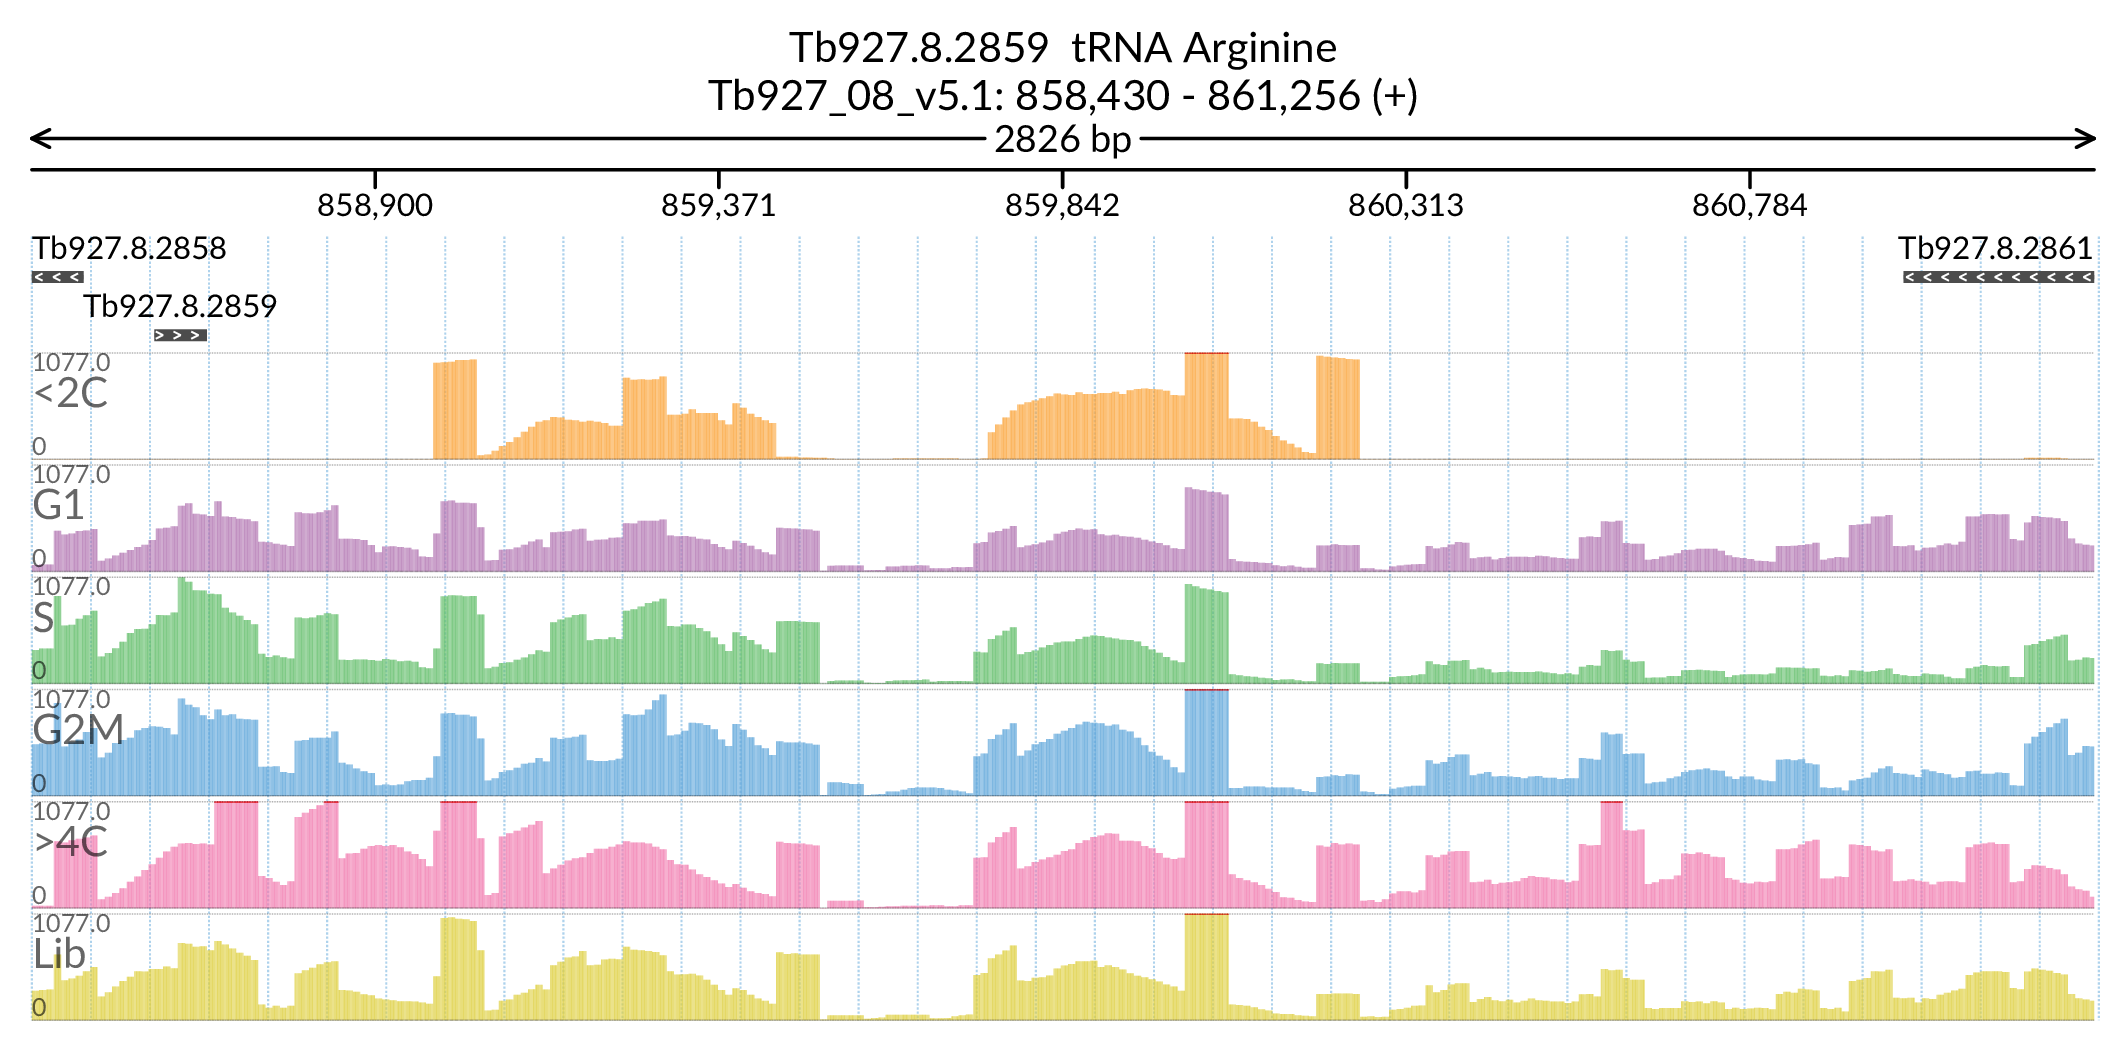 Tb927.8.2859  tRNA Arginine
Tb927_08_v5.1: 858,430 - 861,256 (+)
2826 bp
858,900 859,371 859,842 860,313 860,784
Tb927.8.2858 Tb927.8.2861
Tb927.8.2859
1077.0
<2C
0
1077.0
G1
0
1077.0
S
0
1077.0
G2M
0
1077.0
>4C
0
1077.0
Lib
0